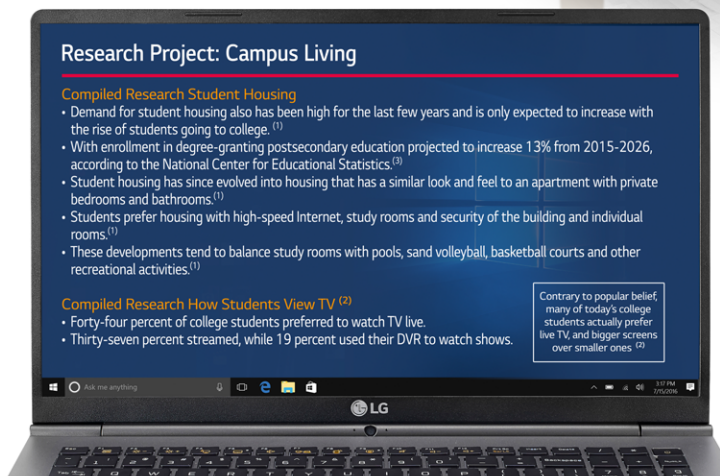 Research Project: Campus Living
Compiled Research Student Housing
• Demand for student housing also has been high for the last few years and is only expected to increase with
the rise of students going to college. (1)
• With enrollment in degree-granting postsecondary education projected to increase 13% from 2015-2026,
according to the National Center for Educational Statistics.(3)
• Student housing has since evolved into housing that has a similar look and feel to an apartment with private
bedrooms and bathrooms.(1)
• Students prefer housing with high-speed Internet, study rooms and security of the building and individual
rooms.(1)
• These developments tend to balance study rooms with pools, sand volleyball, basketball courts and other
recreational activities.(1)
Compiled Research How Students View TV (2)
• Forty-four percent of college students preferred to watch TV live.
• Thirty-seven percent streamed, while 19 percent used their DVR to watch shows.
Contrary to popular belief,
many of today's college
students actually prefer
live TV, and bigger screens
over smaller ones (2)
Ask me anything
3:17 PM
7/15/2016
LG